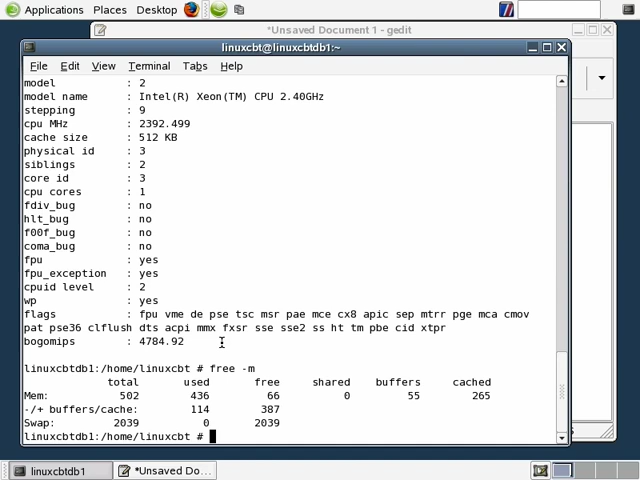 Applications Places Desktop
*Unsaved Document 1 - gedit
linuxcbt@linuxcbtdb1:~
File Edit View Terminal Tabs Help
model : 2
model name : Intel(R) Xeon(TM) CPU 2.40GHz
stepping : 9
cpu MHz : 2392.499
cache size : 512 KB
physical id : 3
siblings : 2
core id : 3
cpu cores : 1
fdiv_bug : no
hlt_bug : no
f00f_bug : no
coma_bug : no
fpu : yes
fpu_exception : yes
cpuid level : 2
wp : yes
flags : fpu vme de pse tsc msr pae mce cx8 apic sep mtrr pge mca cmov
pat pse36 clflush dts acpi mmx fxsr sse sse2 ss ht tm pbe cid xtpr
bogomips : 4784.92
linuxcbtdb1:/home/linuxcbt # free -m
total used free shared buffers cached
Mem: 502 436 66 0 55 265
-/+ buffers/cache: 114 387
Swap: 2039 0 2039
linuxcbtdb1:/home/linuxcbt #
linuxcbtdb1 *Unsaved Do...